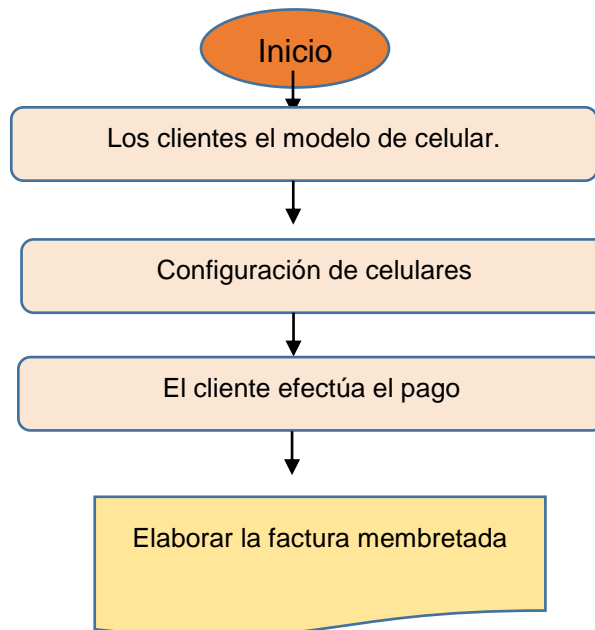 Inicio
Los clientes el modelo de celular.
Configuración de celulares
El cliente efectúa el pago
Elaborar la factura membretada